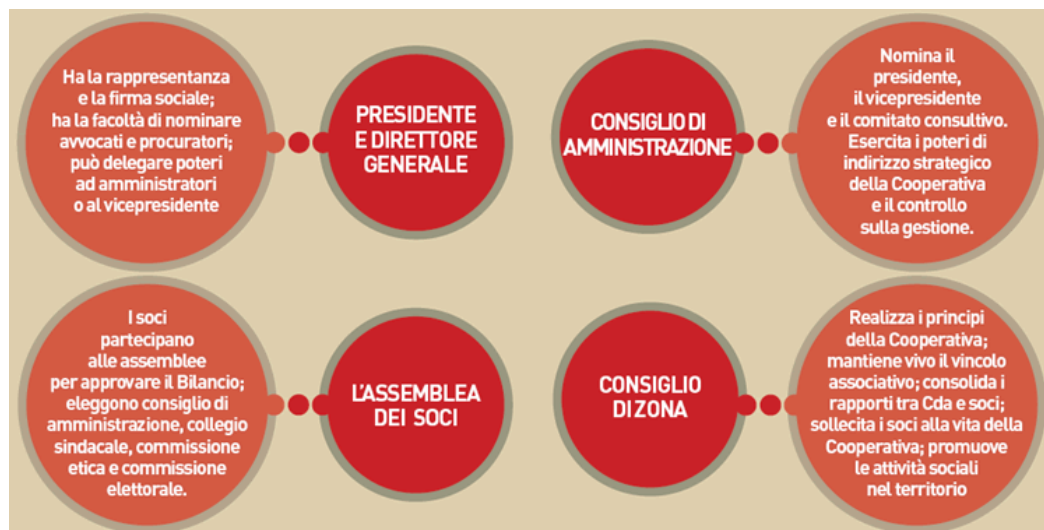 Ha la rappresentanza
e la firma sociale;
ha la facoltà di nominare
avvocati e procuratori;
può delegare poteri
ad amministratori
o al vicepresidente
PRESIDENTE
E DIRETTORE
GENERALE
CONSIGLIO DI
AMMINISTRAZIONE
Nomina il
presidente,
il vicepresidente
e il comitato consultivo.
Esercita i poteri di
indirizzo strategico
della Cooperativa
e il controllo
sulla gestione.
I soci
partecipano
alle assemblee
per approvare il Bilancio;
eleggono consiglio di
amministrazione, collegio
sindacale, commissione
etica e commissione
elettorale.
L'ASSEMBLEA
DEI SOCI
CONSIGLIO
DI ZONA
Realizza i principi
della Cooperativa;
mantiene vivo il vincolo
associativo; consolida i
rapporti tra Cda e soci;
sollecita i soci alla vita della
Cooperativa; promuove
le attività sociali
nel territorio